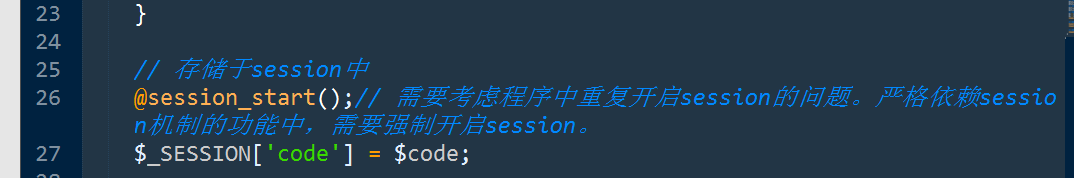 23 }
24
25 // 存储于session中
26 @session_start();// 需要考虑程序中重复开启session的问题。严格依赖sessio
n机制的功能中，需要强制开启session。
27 $_SESSION['code'] = $code;